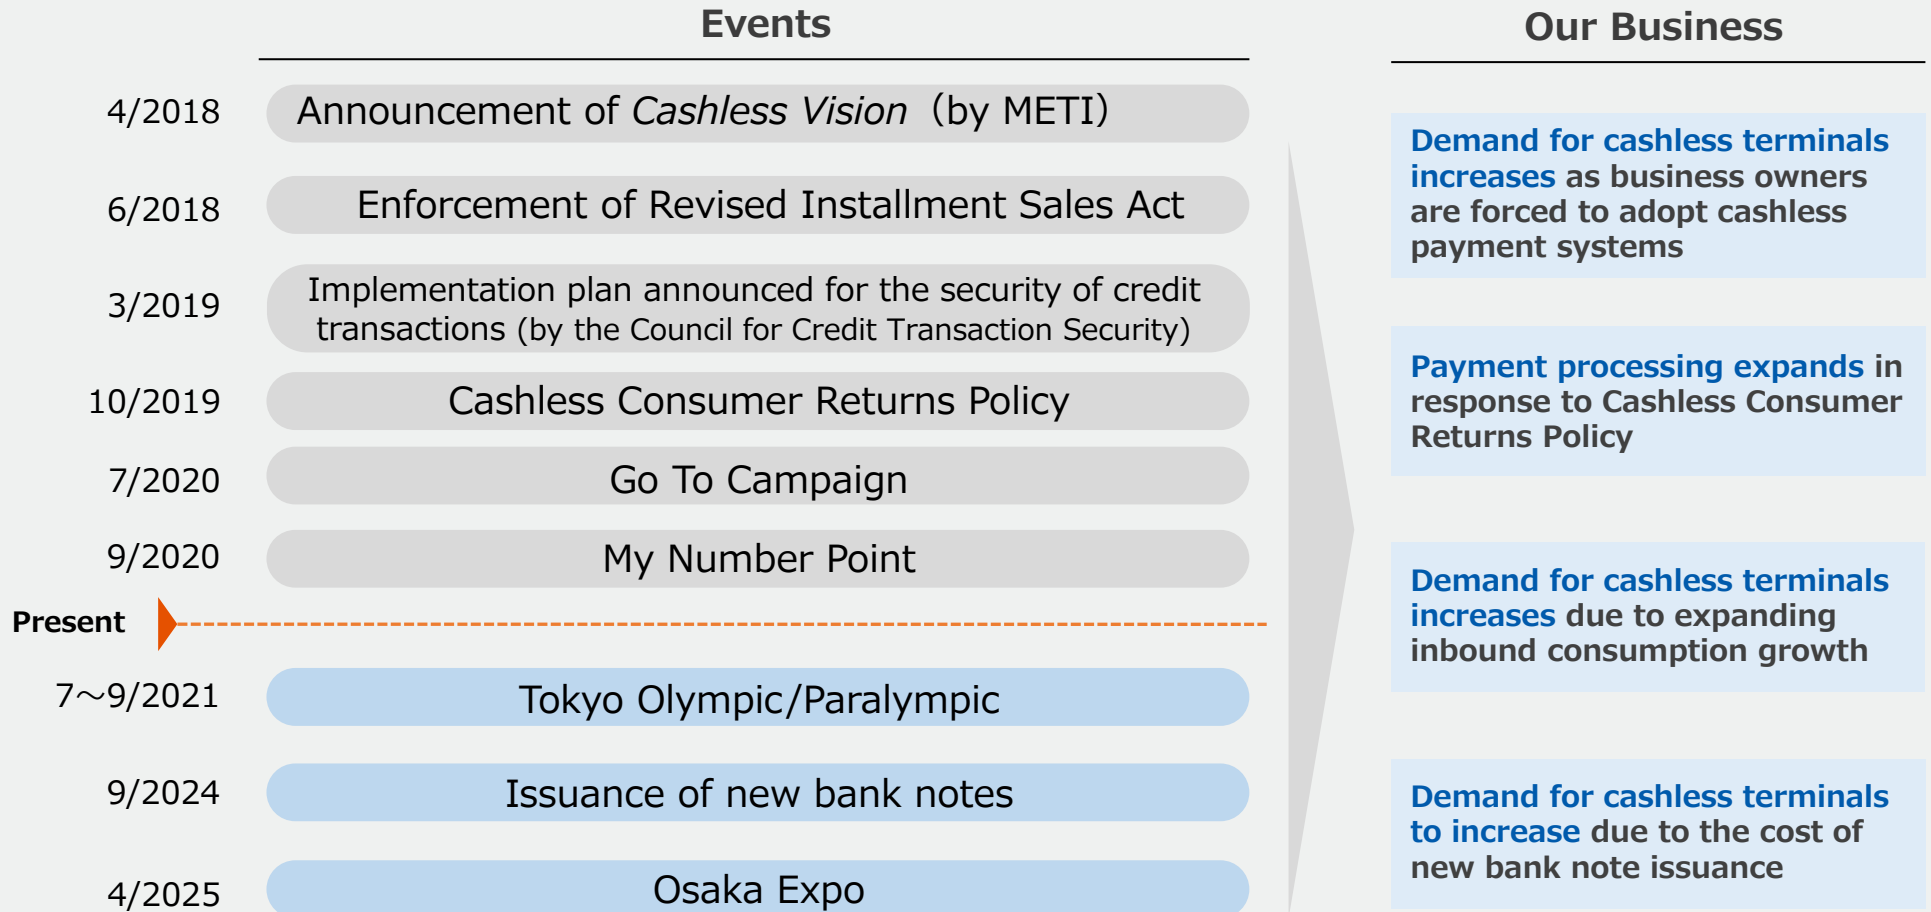 Events
4/2018 Announcement of Cashless Vision（by METI）
6/2018 Enforcement of Revised Installment Sales Act
3/2019 Implementation plan announced for the security of credit
transactions (by the Council for Credit Transaction Security)
10/2019 Cashless Consumer Returns Policy
7/2020 Go To Campaign
9/2020 My Number Point
Present
7～9/2021 Tokyo Olympic/Paralympic
9/2024 Issuance of new bank notes
4/2025 Osaka Expo
Our Business
Demand for cashless terminals
increases as business owners
are forced to adopt cashless
payment systems
Payment processing expands in
response to Cashless Consumer
Returns Policy
Demand for cashless terminals
increases due to expanding
inbound consumption growth
Demand for cashless terminals
to increase due to the cost of
new bank note issuance